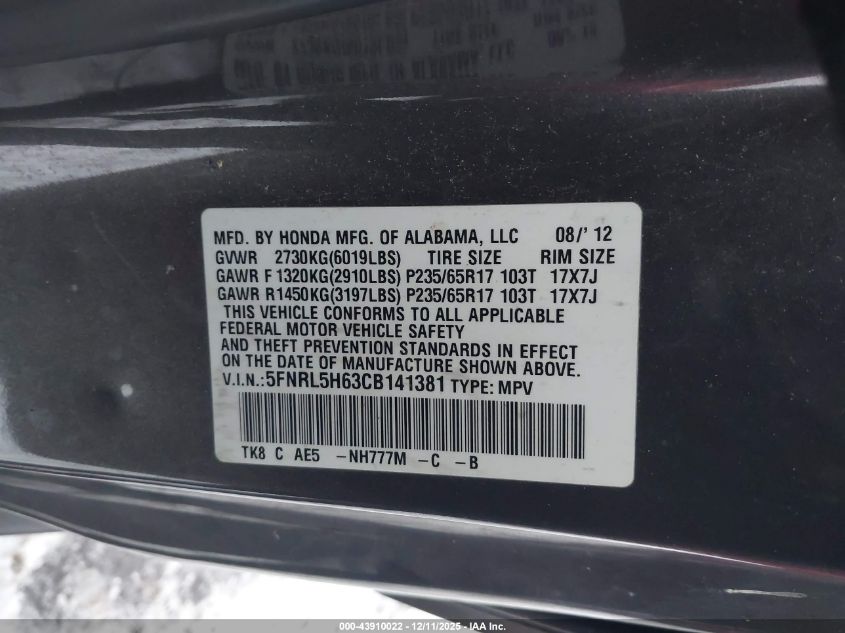 MFD. BY HONDA MFG. OF ALABAMA, LLC 08/' 12
GVWR 2730KG(6019LBS) TIRE SIZE RIM SIZE
GAWR F 1320KG(2910LBS) P235/65R17 103T 17X7J
GAWR R1450KG(3197LBS) P235/65R17 103T 17X7J
THIS VEHICLE CONFORMS TO ALL APPLICABLE
FEDERAL MOTOR VEHICLE SAFETY
AND THEFT PREVENTION STANDARDS IN EFFECT
ON THE DATE OF MANUFACTURE SHOWN ABOVE.
V.I.N.:5FNRL5H63CB141381 TYPE: MPV
TK8 C AE5 -NH777M -C -B
000-43910022 - 12/11/2025 - IAA Inc.